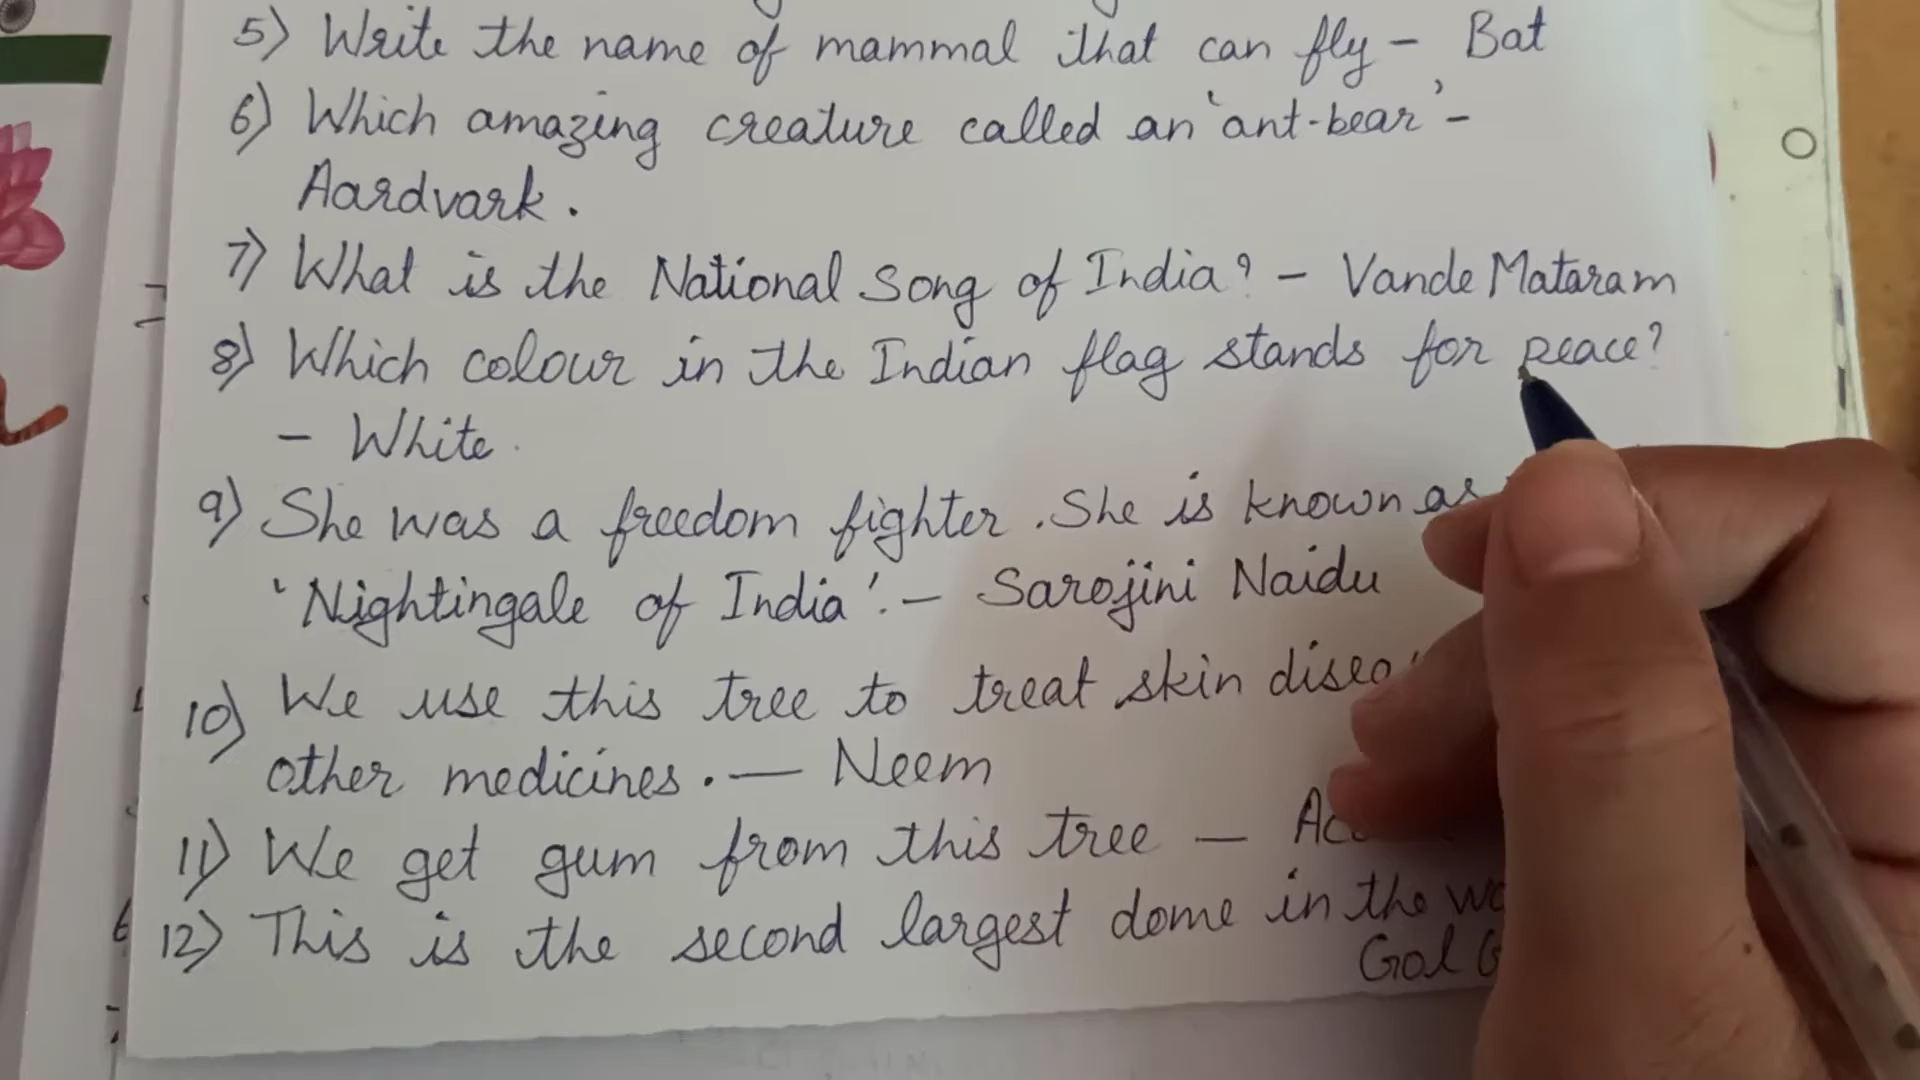 5) Write the name of mammal that can fly - Bat
6) Which amazing creature called an 'ant-bear' -
Aardvark.
7) What is the National Song of India? - Vande Mataram
8) Which colour in the Indian flag stands for peace?
- White
9) She was a freedom fighter. She is known as
'Nightingale of India'. - Sarojini Naidu
10) We use this tree to treat skin
other medicines. - Neem
11) We get gum from this tree -
12) This is the second largest dome in the
Gol